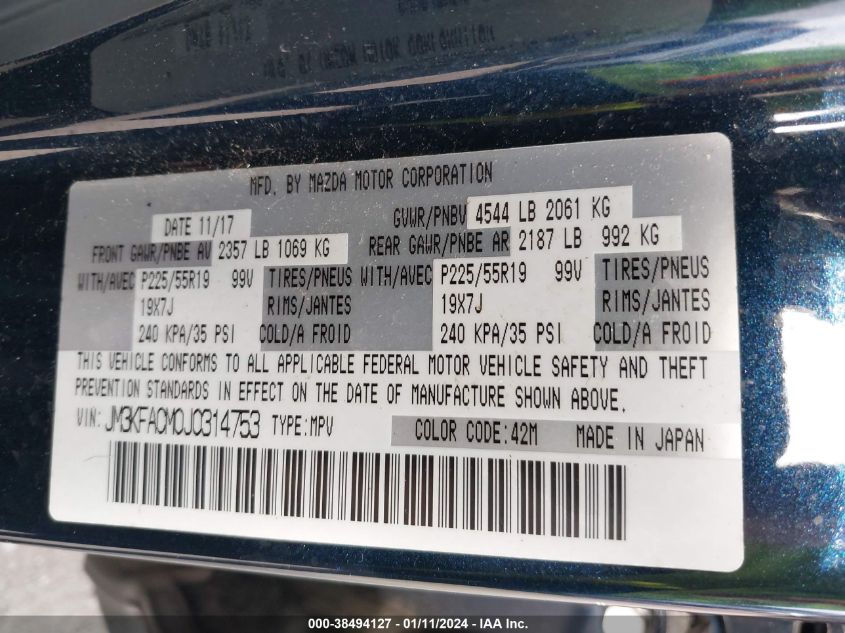 MFD. BY MAZDA MOTOR CORPORATION
DATE 11/17 GVWR/PNBV 4544 LB 2061 KG
FRONT GAWR/PNBE AV 2357 LB 1069 KG REAR GAWR/PNBE AR 2187 LB 992 KG
WITH/AVEC P225/55R19 99V TIRES/PNEUS WITH/AVEC P225/55R19 99V TIRES/PNEUS
19X7J RIMS/JANTES 19X7J RIMS/JANTES
240 KPA/35 PSI COLD/A FROID 240 KPA/35 PSI COLD/A FROID
THIS VEHICLE CONFORMS TO ALL APPLICABLE FEDERAL MOTOR VEHICLE SAFETY AND THEFT
PREVENTION STANDARDS IN EFFECT ON THE DATE OF MANUFACTURE SHOWN ABOVE.
VIN: JM3KFACM0J0314753 TYPE:MPV COLOR CODE:42M MADE IN JAPAN
000-38494127 - 01/11/2024 - IAA Inc.